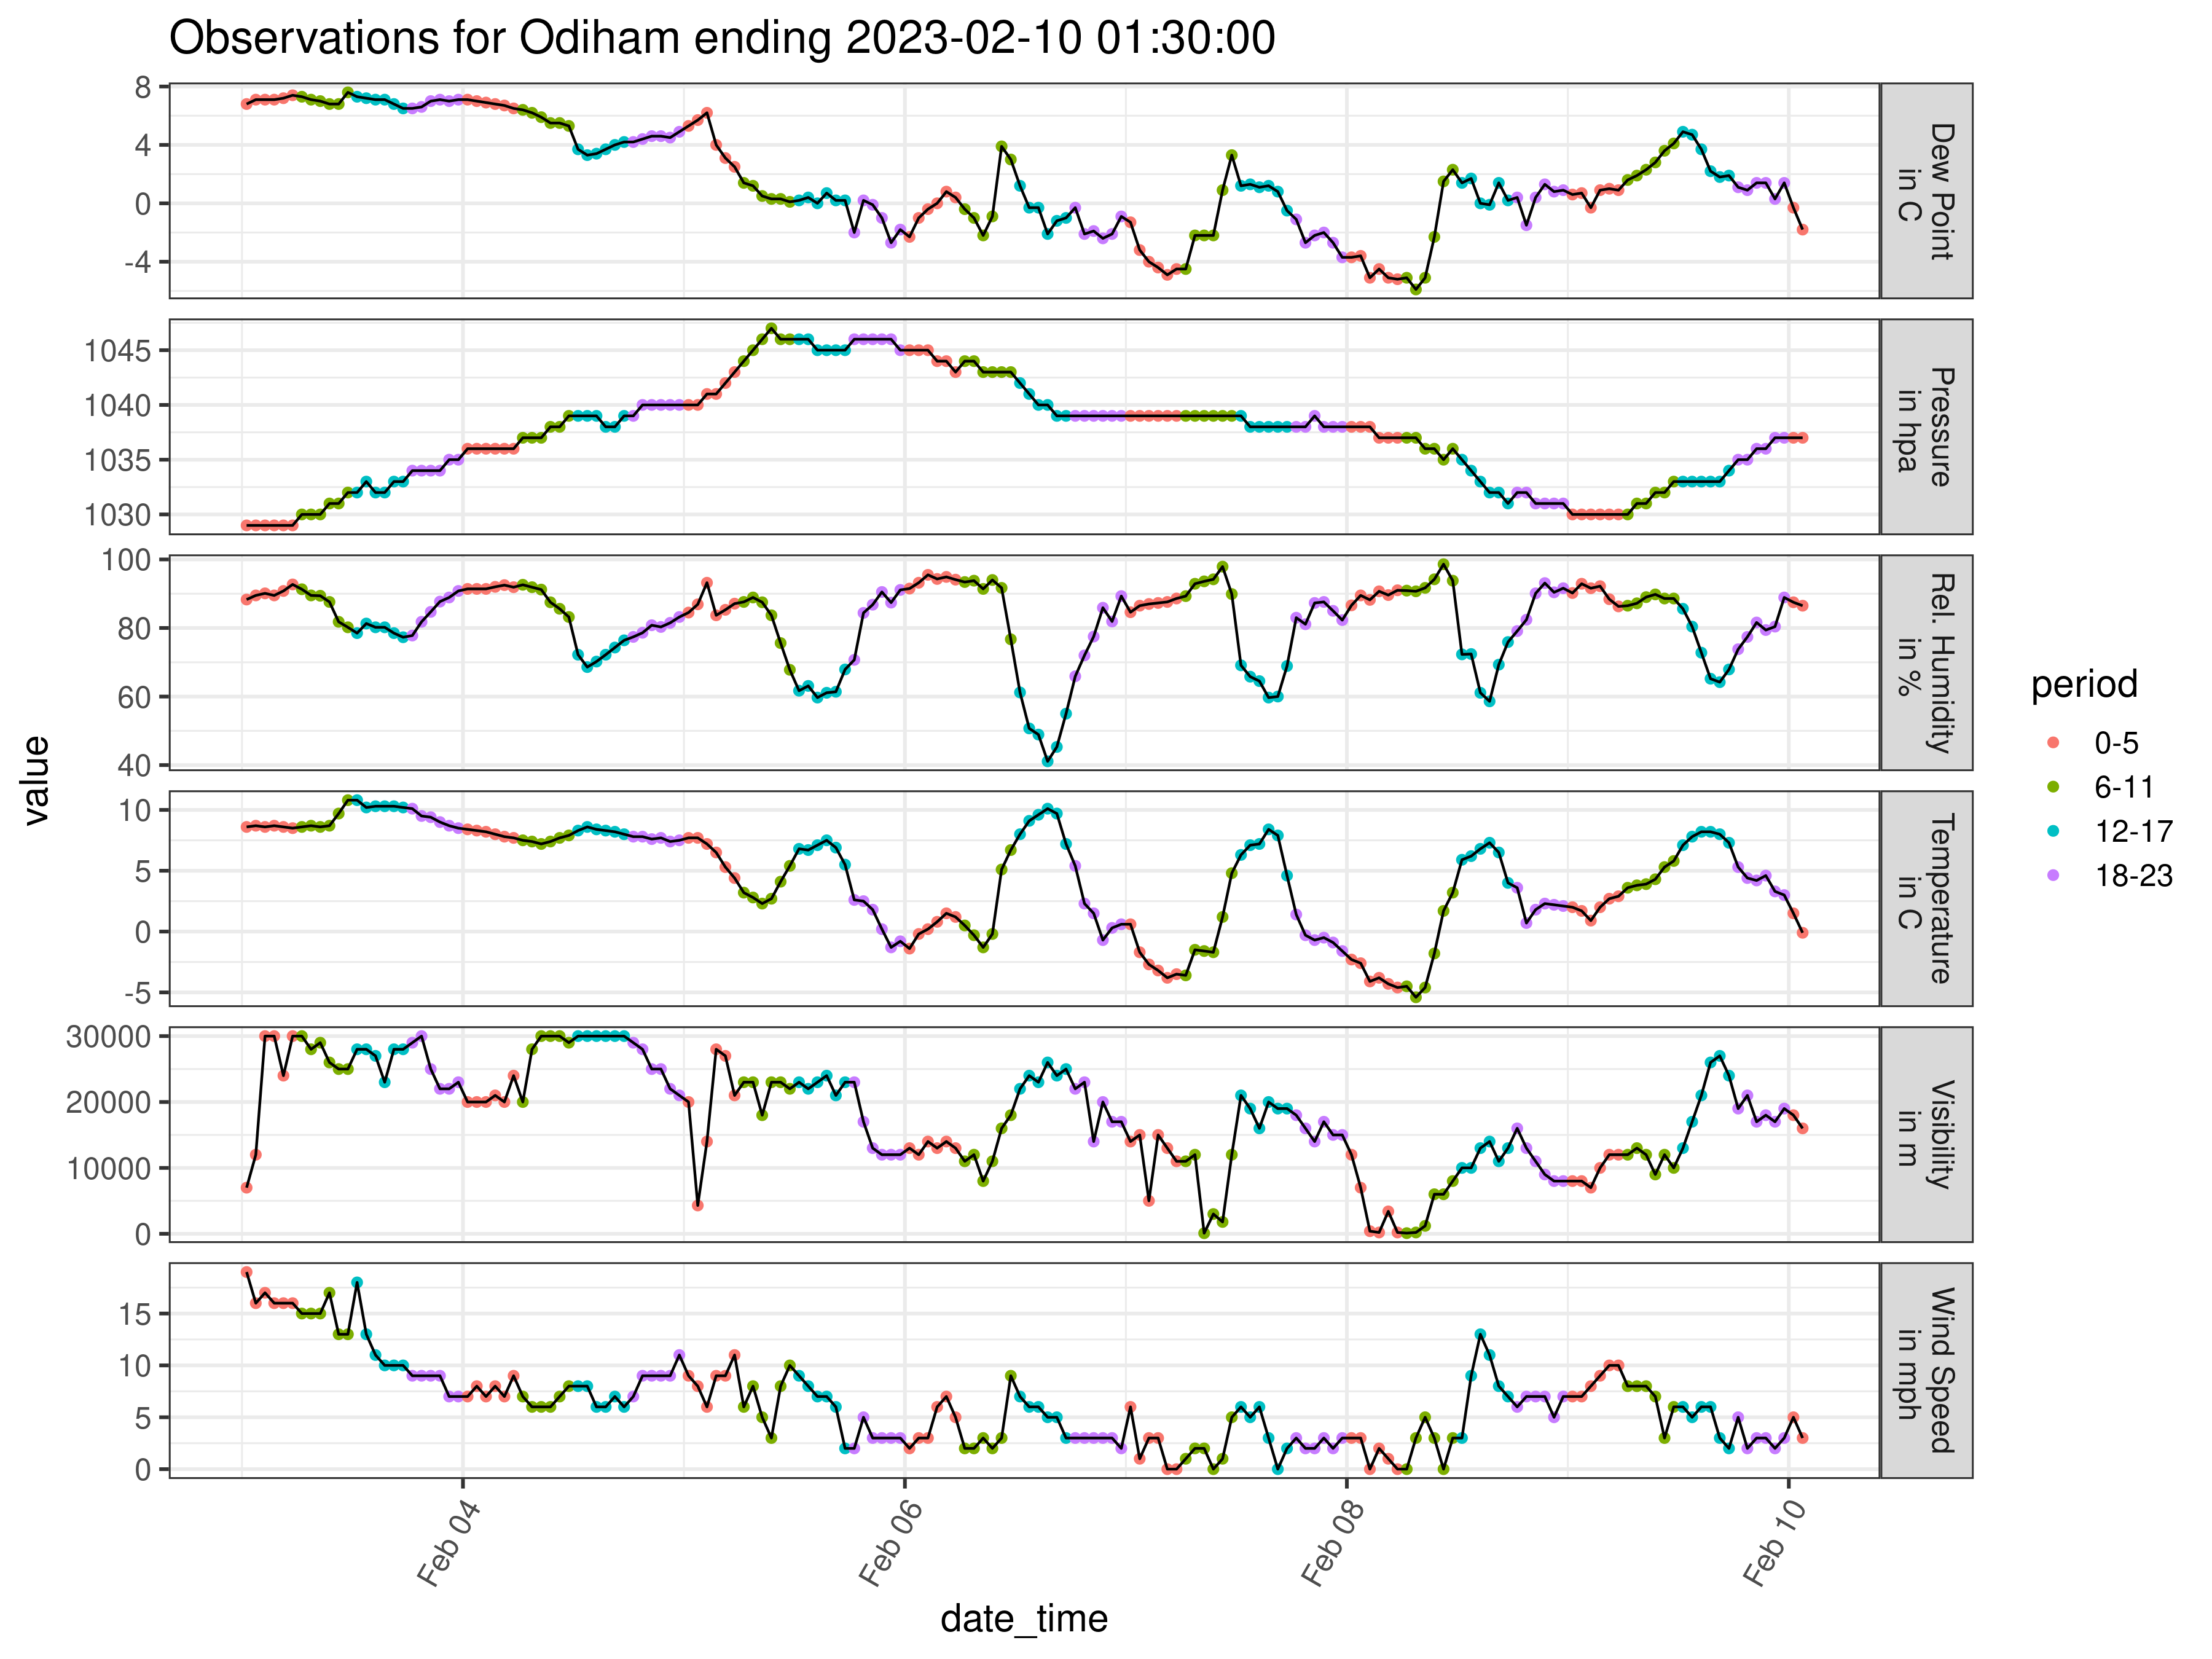 Observations for Odiham ending 2023-02-10 01:30:00
8
4
0
-4
Dew Point
in C
1045
1040
1035
1030
Pressure
in hpa
100
80
60
40
Rel. Humidity
in %
10
5
0
-5
Temperature
in C
30000
20000
10000
0
Visibility
in m
15
10
5
0
Wind Speed
in mph
value
Feb 04
Feb 06
Feb 08
Feb 10
date_time
period
0-5
6-11
12-17
18-23